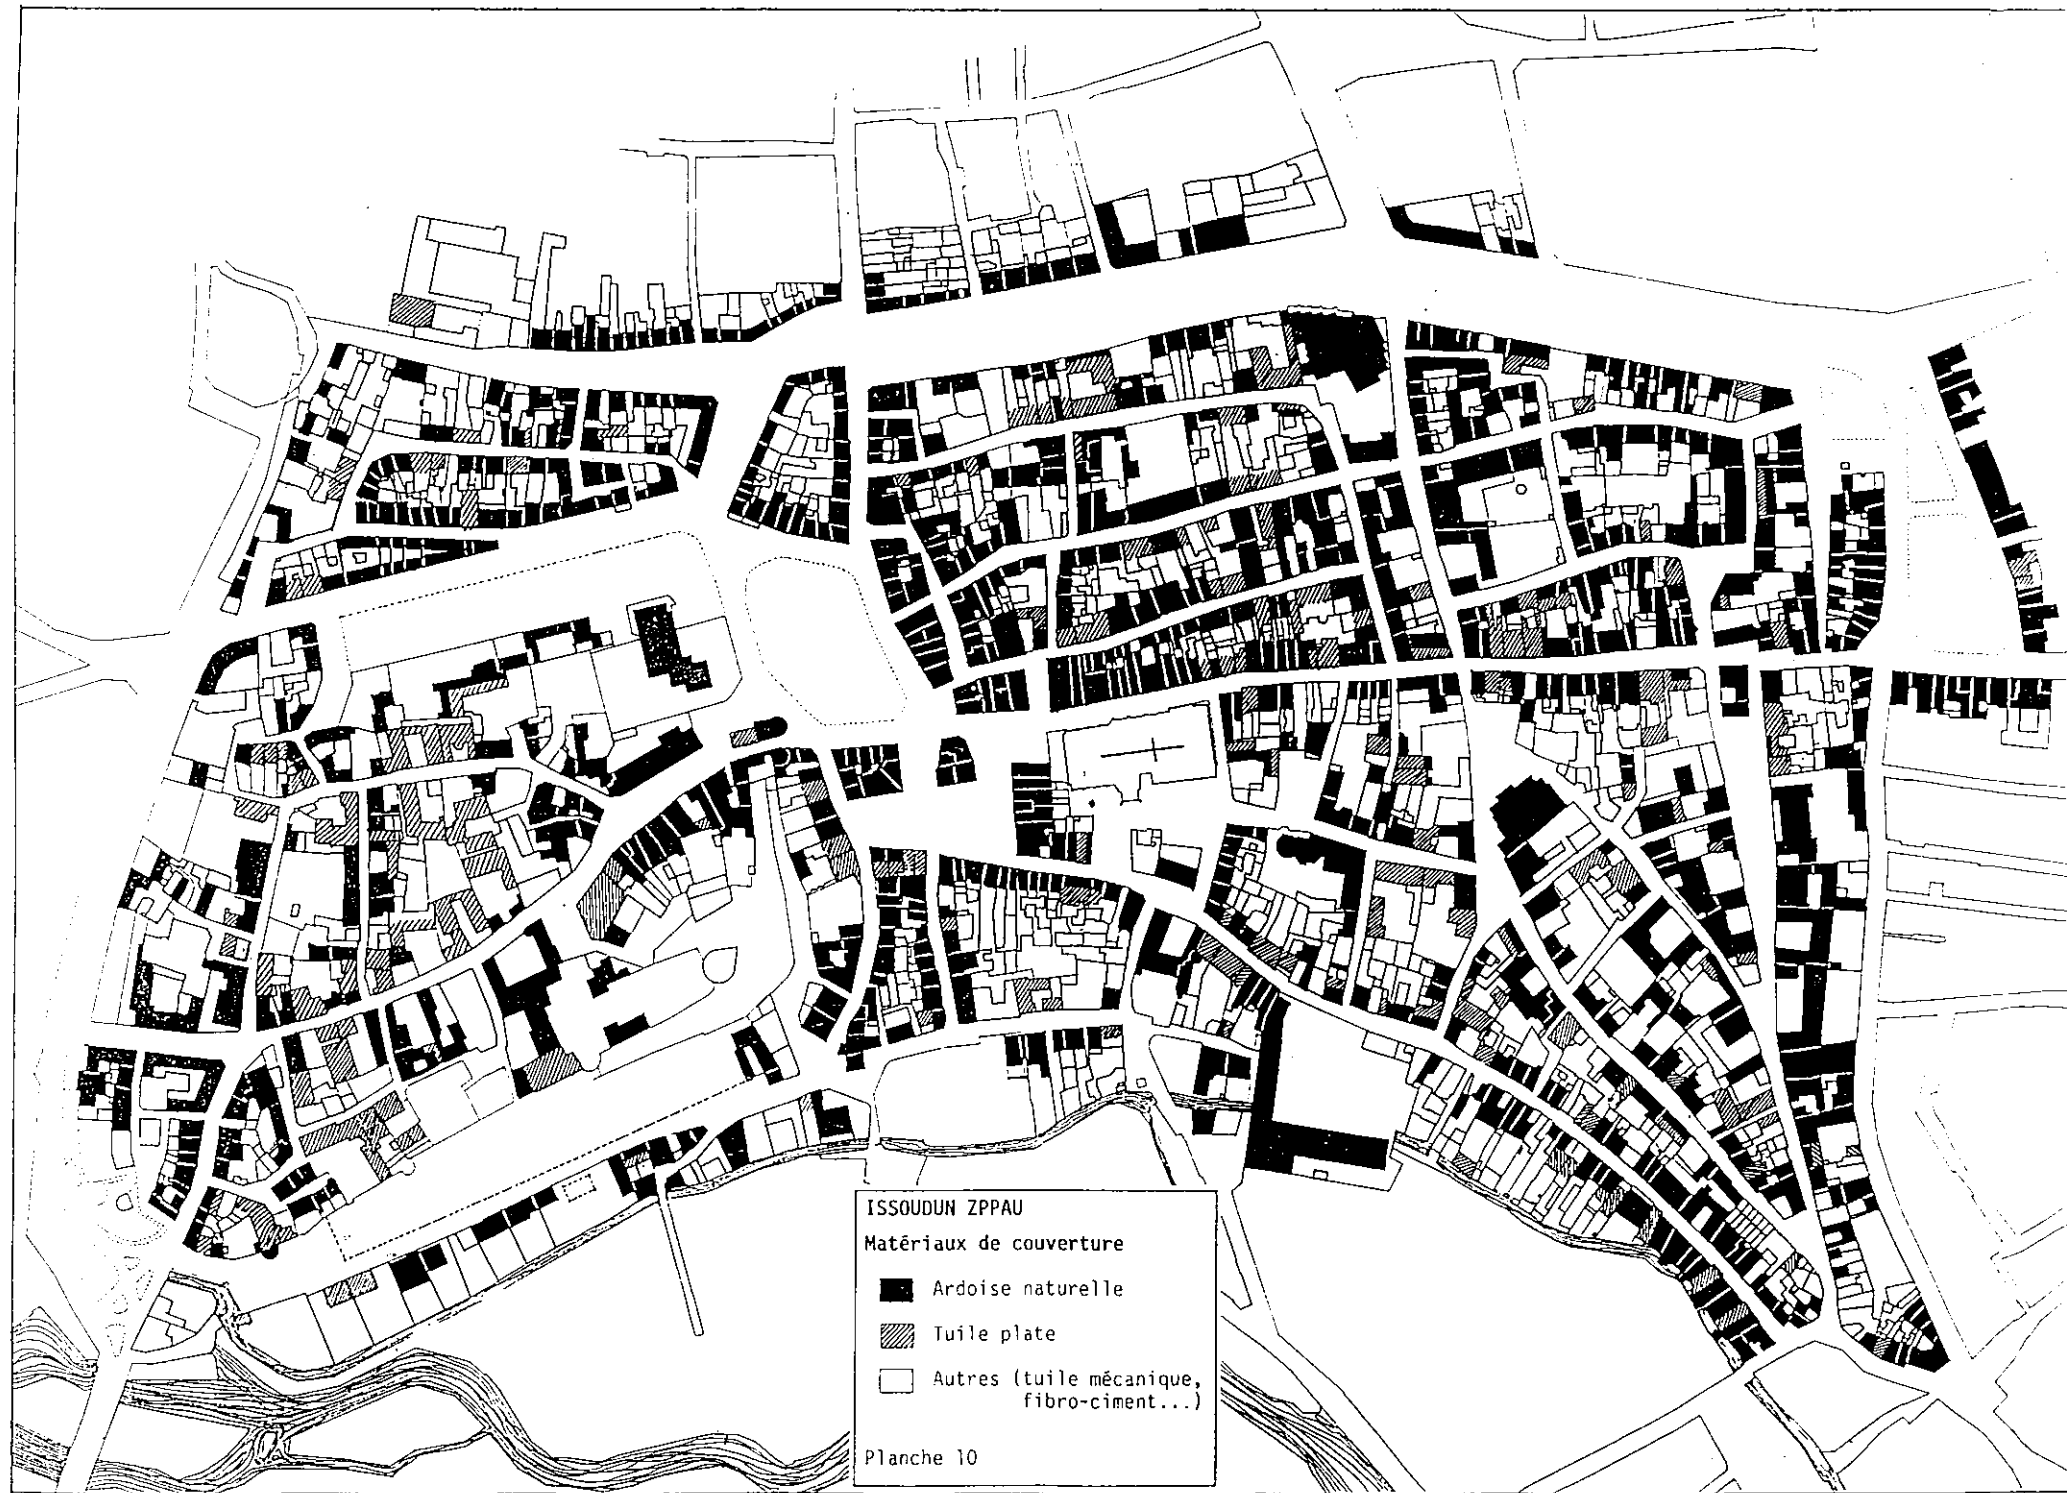 ISSOUDUN ZPPAU
Matériaux de couverture
Ardoise naturelle
Tuile plate
Autres (tuile mécanique,
fibro-ciment...)
Planche 10